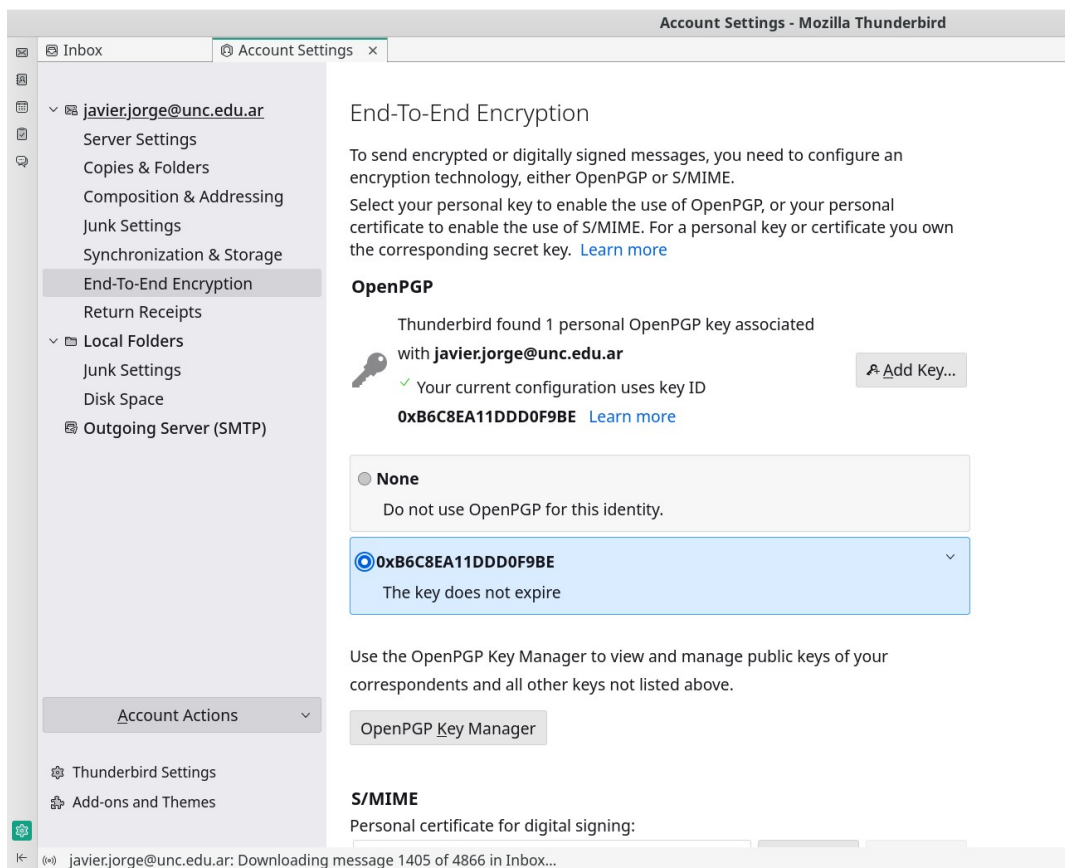 Account Settings - Mozilla Thunderbird
Inbox
Account Settings ×
javier.jorge@unc.edu.ar
Server Settings
Copies & Folders
Composition & Addressing
Junk Settings
Synchronization & Storage
End-To-End Encryption
Return Receipts
Local Folders
Junk Settings
Disk Space
Outgoing Server (SMTP)
Account Actions
Thunderbird Settings
Add-ons and Themes
End-To-End Encryption
To send encrypted or digitally signed messages, you need to configure an
encryption technology, either OpenPGP or S/MIME.
Select your personal key to enable the use of OpenPGP, or your personal
certificate to enable the use of S/MIME. For a personal key or certificate you own
the corresponding secret key. Learn more
OpenPGP
Thunderbird found 1 personal OpenPGP key associated
with javier.jorge@unc.edu.ar
Your current configuration uses key ID
0xB6C8EA11DDD0F9BE Learn more
Add Key...
None
Do not use OpenPGP for this identity.
0xB6C8EA11DDD0F9BE
The key does not expire
Use the OpenPGP Key Manager to view and manage public keys of your
correspondents and all other keys not listed above.
OpenPGP Key Manager
S/MIME
Personal certificate for digital signing:
javier.jorge@unc.edu.ar: Downloading message 1405 of 4866 in Inbox...